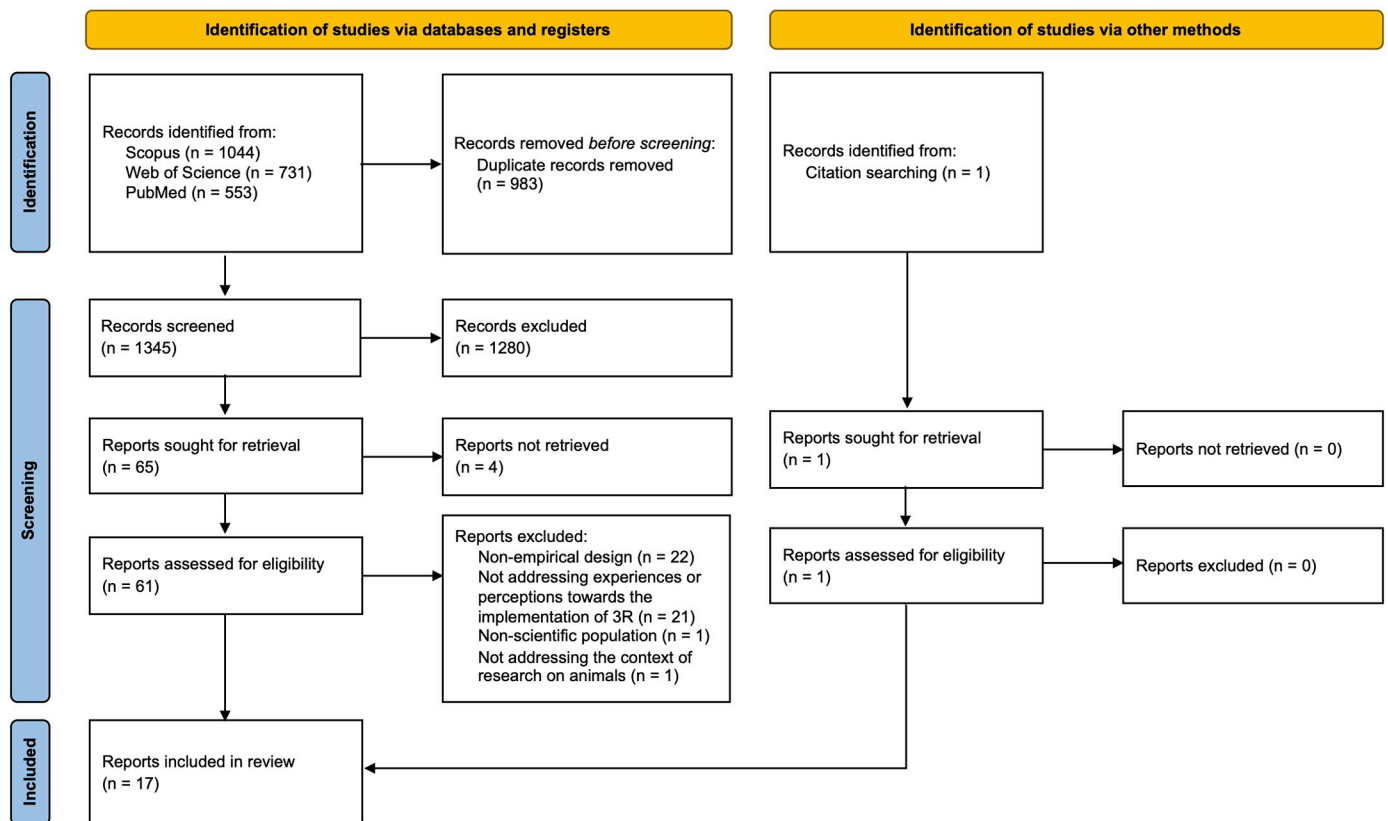 Identification of studies via databases and registers
Identification of studies via other methods
Identification
Records identified from:
Scopus (n = 1044)
Web of Science (n = 731)
PubMed (n = 553)
Records removed before screening:
Duplicate records removed
(n = 983)
Records identified from:
Citation searching (n = 1)
Screening
Records screened
(n = 1345)
Records excluded
(n = 1280)
Reports sought for retrieval
(n = 65)
Reports not retrieved
(n = 4)
Reports sought for retrieval
(n = 1)
Reports not retrieved (n = 0)
Reports assessed for eligibility
(n = 61)
Reports excluded:
Non-empirical design (n = 22)
Not addressing experiences or
perceptions towards the
implementation of 3R (n = 21)
Non-scientific population (n = 1)
Not addressing the context of
research on animals (n = 1)
Reports assessed for eligibility
(n = 1)
Reports excluded (n = 0)
Included
Reports included in review
(n = 17)